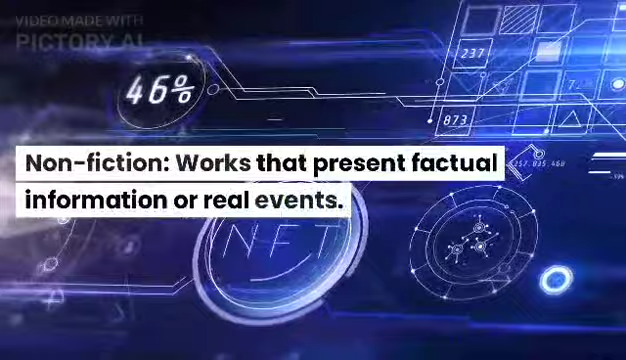 VIDEO MADE WITH
PICTORY.AI
46%
237
873
Non-fiction: Works that present factual
information or real events.
NFT